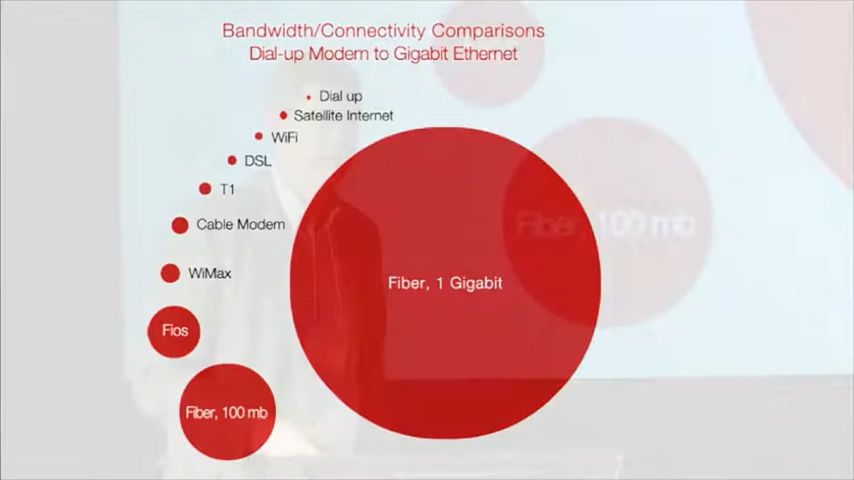 Bandwidth/Connectivity Comparisons
Dial-up Modem to Gigabit Ethernet
Dial up
Satellite Internet
WiFi
DSL
T1
Cable Modem
WiMax
Fios
Fiber, 100 mb
Fiber, 1 Gigabit
Fiber, 100 mb